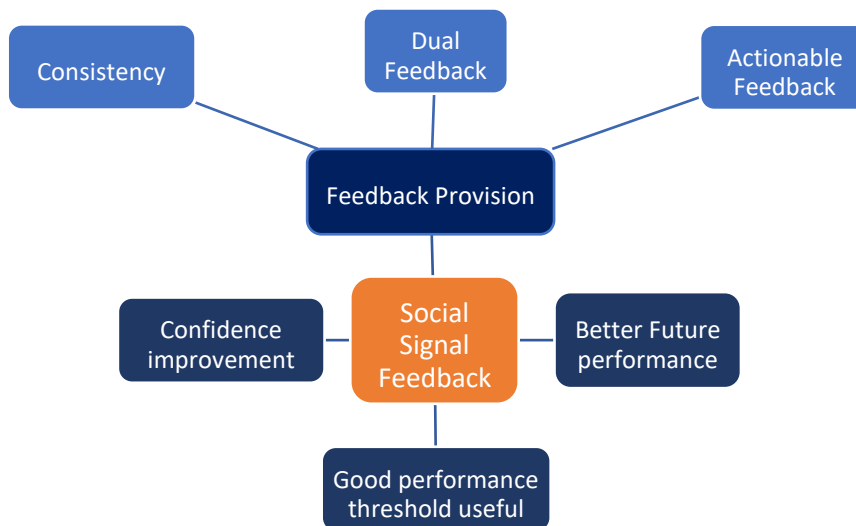 Consistency
Dual
Feedback
Actionable
Feedback
Feedback Provision
Confidence
improvement
Social
Signal
Feedback
Better Future
performance
Good performance
threshold useful